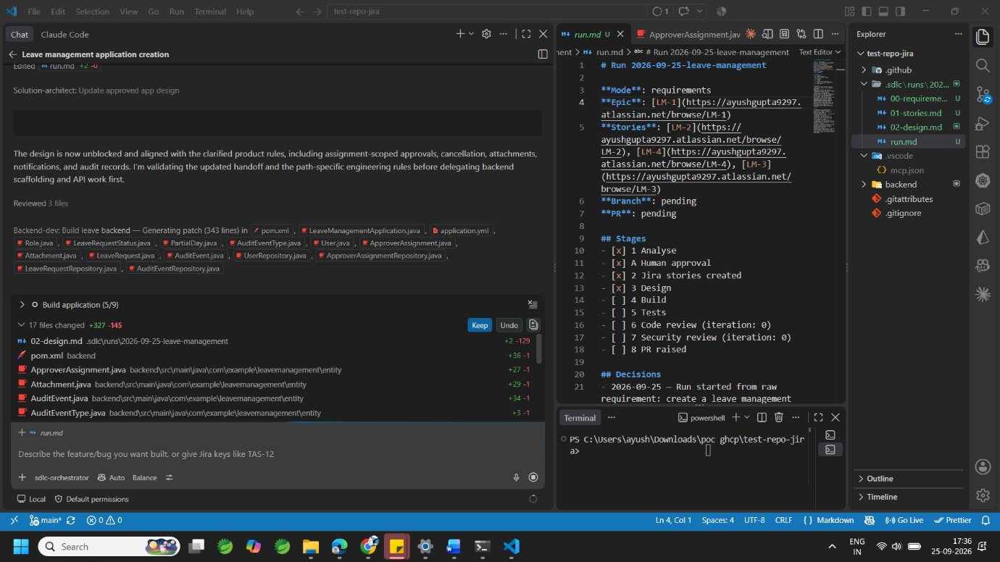 File Edit Selection View Go Run Terminal Help
test-repo-jira
1
Chat Claude Code
Leave management application creation
Edited run.md +2 -0
Solution-architect: Update approved app design
The design is now unblocked and aligned with the clarified product rules, including assignment-scoped approvals, cancellation, attachments,
notifications, and audit records. I'm validating the updated handoff and the path-specific engineering rules before delegating backend
scaffolding and API work first.
Reviewed 3 files
Backend-dev: Build leave backend — Generating patch (343 lines) in pom.xml , LeaveManagementApplication.java , application.yml ,
Role.java , LeaveRequestStatus.java , PartialDay.java , AuditEventType.java , User.java , ApproverAssignment.java ,
Attachment.java , LeaveRequest.java , AuditEvent.java , UserRepository.java , ApproverAssignmentRepository.java ,
LeaveRequestRepository.java , AuditEventRepository.java
Build application (5/9)
17 files changed +327 -145
Keep Undo
02-design.md .sdlc\runs\2026-09-25-leave-management +2 -129
pom.xml backend +36 -1
ApproverAssignment.java backend\src\main\java\com\example\leavemanagement\entity +27 -1
Attachment.java backend\src\main\java\com\example\leavemanagement\entity +29 -1
AuditEvent.java backend\src\main\java\com\example\leavemanagement\entity +34 -1
AuditEventType.java backend\src\main\java\com\example\leavemanagement\entity +3 -1
run.md
Describe the feature/bug you want built, or give Jira keys like TAS-12
sdlc-orchestrator Auto Balance
Local Default permissions
run.md U ApproverAssignment.jav
ment > run.md > abc # Run 2026-09-25-leave-management Text Editor
1 # Run 2026-09-25-leave-management
2
3 **Mode**: requirements
4 **Epic**: [LM-1](https://ayushgupta9297.
atlassian.net/browse/LM-1)
5 **Stories**: [LM-2](https://
ayushgupta9297.atlassian.net/browse/
LM-2), [LM-4](https://ayushgupta9297.
atlassian.net/browse/LM-4), [LM-3]
(https://ayushgupta9297.atlassian.net/
browse/LM-3)
6 **Branch**: pending
7 **PR**: pending
8
9 ## Stages
10 - [x] 1 Analyse
11 - [x] A Human approval
12 - [x] 2 Jira stories created
13 - [x] 3 Design
14 - [ ] 4 Build
15 - [ ] 5 Tests
16 - [ ] 6 Code review (iteration: 0)
17 - [ ] 7 Security review (iteration: 0)
18 - [ ] 8 PR raised
19
20 ## Decisions
21 - 2026-09-25 — Run started from raw
requirement: create a leave management
Terminal powershell
PS C:\Users\ayush\Downloads\poc ghcp\test-repo-jir
a>
Explorer
test-repo-jira
.github
.sdlc \ runs \ 202...
00-requireme... U
01-stories.md U
02-design.md
run.md U
.vscode
mcp.json
backend
.gitattributes
.gitignore
Outline
Timeline
main* 0 0
Ln 4, Col 1 Spaces: 4 UTF-8 CRLF { } Markdown Go Live Prettier
Search
ENG
IN
17:36
25-09-2026